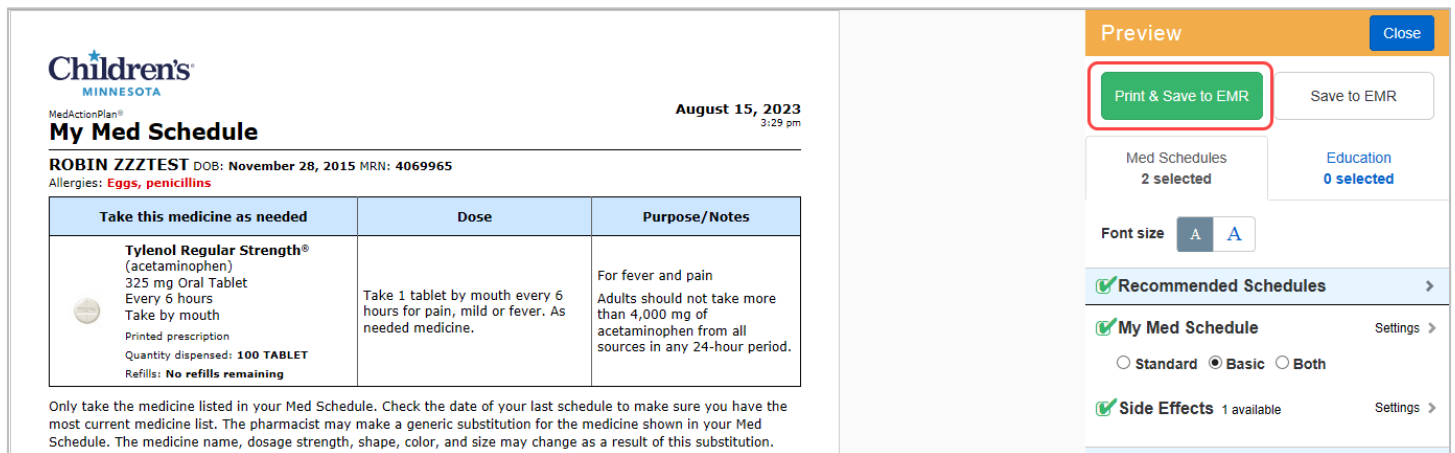 Children's
MINNESOTA
MedActionPlan®
My Med Schedule
August 15, 2023
3:29 pm
ROBIN ZZZTEST DOB: November 28, 2015 MRN: 4069965
Allergies: Eggs, penicillins
Take this medicine as needed
Dose
Purpose/Notes
Tylenol Regular Strength®
(acetaminophen)
325 mg Oral Tablet
Every 6 hours
Take by mouth
Printed prescription
Quantity dispensed: 100 TABLET
Refills: No refills remaining
Take 1 tablet by mouth every 6
hours for pain, mild or fever. As
needed medicine.
For fever and pain
Adults should not take more
than 4,000 mg of
acetaminophen from all
sources in any 24-hour period.
Only take the medicine listed in your Med Schedule. Check the date of your last schedule to make sure you have the
most current medicine list. The pharmacist may make a generic substitution for the medicine shown in your Med
Schedule. The medicine name, dosage strength, shape, color, and size may change as a result of this substitution.
Preview
Close
Print & Save to EMR
Save to EMR
Med Schedules
2 selected
Education
0 selected
Font size A A
Recommended Schedules
My Med Schedule Settings
Standard Basic Both
Side Effects 1 available Settings